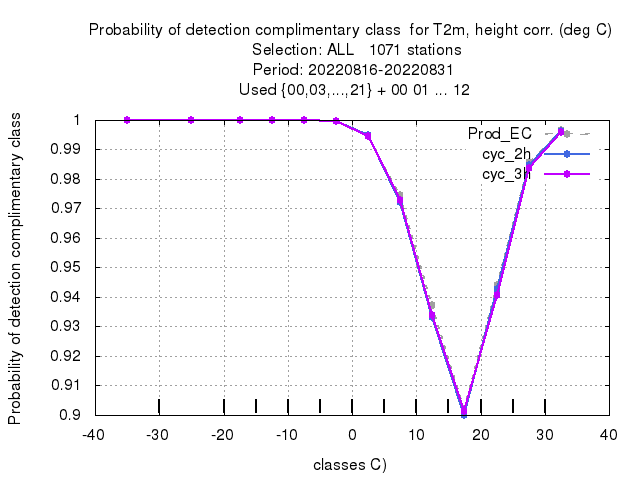 Probability of detection complimentary class  for T2m, height corr. (deg C)
Selection: ALL   1071 stations
Period: 20220816-20220831
Used {00,03,...,21} + 00 01 ... 12
Probability of detection complimentary class
1
0.99
0.98
0.97
0.96
0.95
0.94
0.93
0.92
0.91
0.9
Prod_EC
cyc_2h
cyc_3h
-40 -30 -20 -10 0 10 20 30 40
classes C)